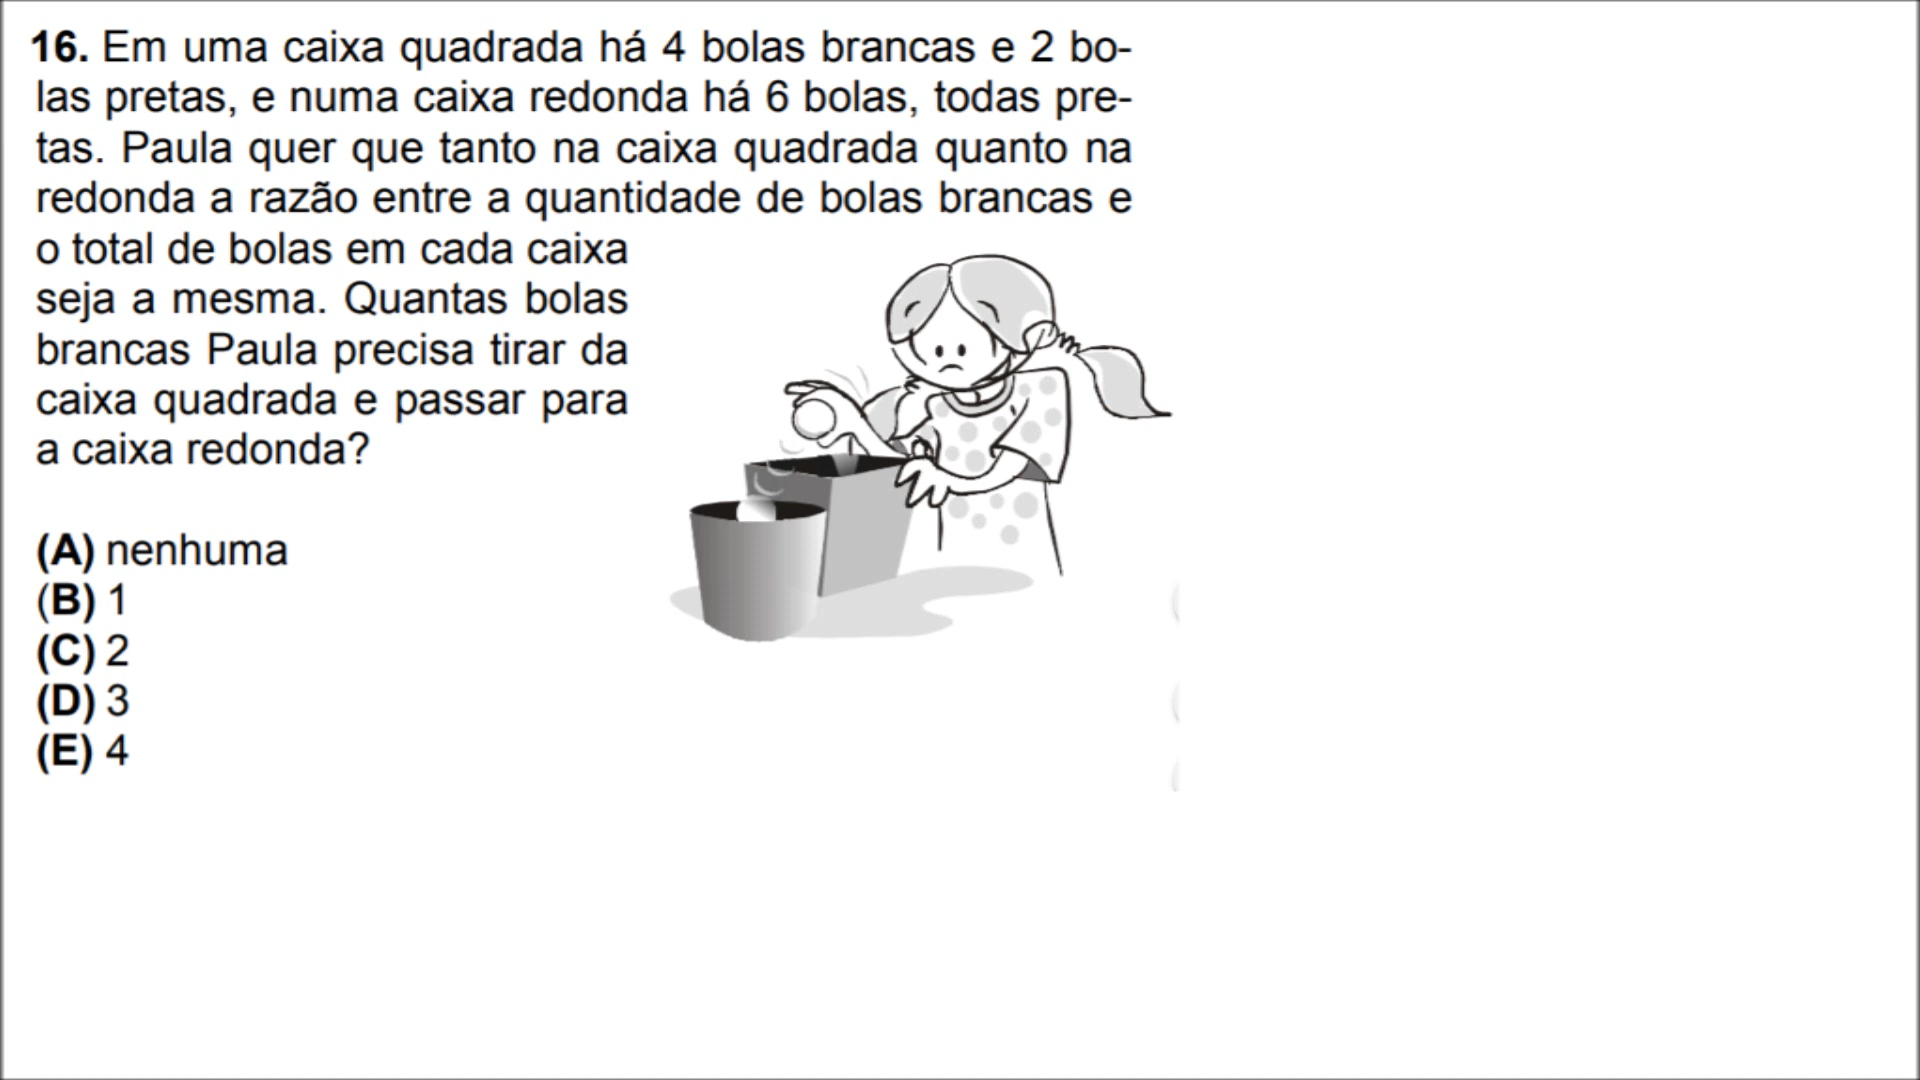 16. Em uma caixa quadrada há 4 bolas brancas e 2 bo-
las pretas, e numa caixa redonda há 6 bolas, todas pre-
tas. Paula quer que tanto na caixa quadrada quanto na
redonda a razão entre a quantidade de bolas brancas e
o total de bolas em cada caixa
seja a mesma. Quantas bolas
brancas Paula precisa tirar da
caixa quadrada e passar para
a caixa redonda?
(A) nenhuma
(B) 1
(C) 2
(D) 3
(E) 4